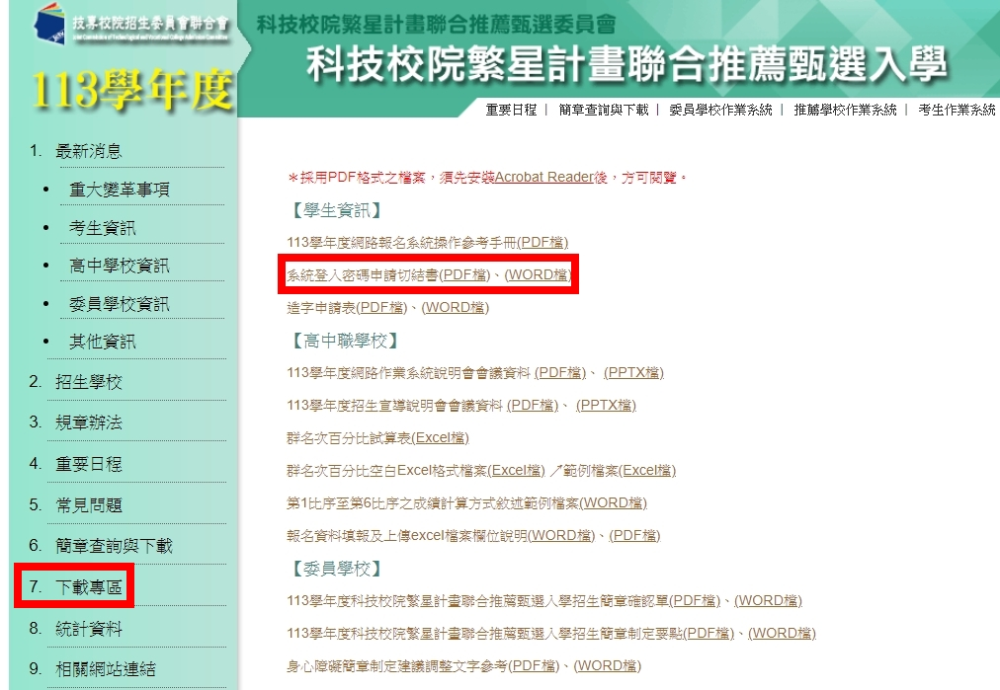 技專校院招生委員會聯合會
科技校院繁星計畫聯合推薦甄選委員會
113學年度
科技校院繁星計畫聯合推薦甄選入學
重要日程 | 簡章查詢與下載 | 委員學校作業系統 | 推薦學校作業系統 | 考生作業系統
1. 最新消息
• 重大變革事項
• 考生資訊
• 高中學校資訊
• 委員學校資訊
• 其他資訊
2. 招生學校
3. 規章辦法
4. 重要日程
5. 常見問題
6. 簡章查詢與下載
7. 下載專區
8. 統計資料
9. 相關網站連結
＊採用PDF格式之檔案，須先安裝Acrobat Reader後，方可閱覽。
【學生資訊】
113學年度網路報名系統操作參考手冊(PDF檔)
系統登入密碼申請切結書(PDF檔)、(WORD檔)
造字申請表(PDF檔)、(WORD檔)
【高中職學校】
113學年度網路作業系統說明會會議資料 (PDF檔)、 (PPTX檔)
113學年度招生宣導說明會會議資料 (PDF檔)、 (PPTX檔)
群名次百分比試算表(Excel檔)
群名次百分比空白Excel格式檔案(Excel檔) ／範例檔案(Excel檔)
第1比序至第6比序之成績計算方式敘述範例檔案(WORD檔)
報名資料填報及上傳excel檔案欄位說明(WORD檔)、(PDF檔)
【委員學校】
113學年度科技校院繁星計畫聯合推薦甄選入學招生簡章確認單(PDF檔)、(WORD檔)
113學年度科技校院繁星計畫聯合推薦甄選入學招生簡章制定要點(PDF檔)、(WORD檔)
身心障礙簡章制定建議調整文字參考(PDF檔)、(WORD檔)